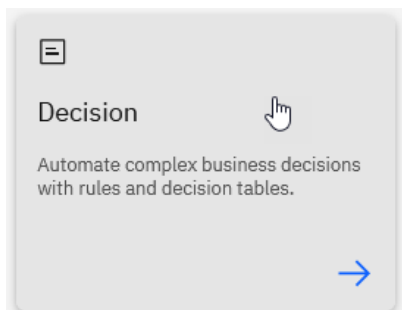 Decision
Automate complex business decisions
with rules and decision tables.